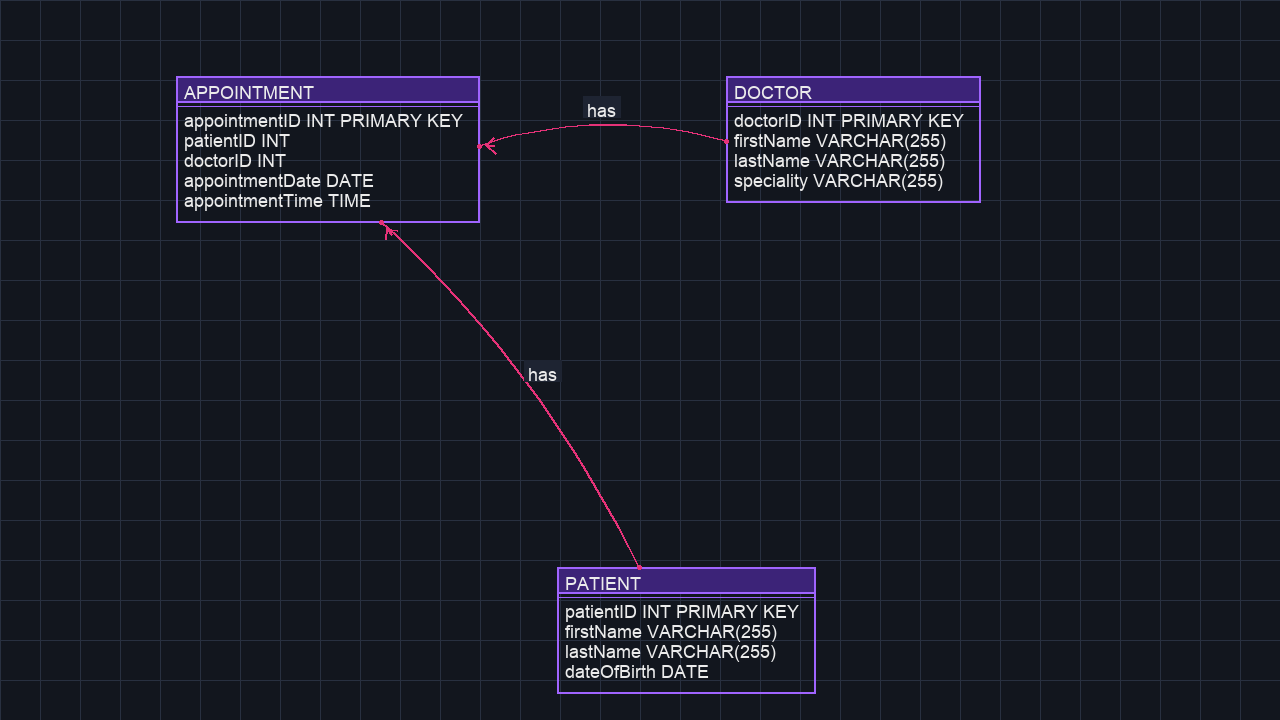 APPOINTMENT
appointmentID INT PRIMARY KEY
patientID INT
doctorID INT
appointmentDate DATE
appointmentTime TIME
has
DOCTOR
doctorID INT PRIMARY KEY
firstName VARCHAR(255)
lastName VARCHAR(255)
speciality VARCHAR(255)
has
PATIENT
patientID INT PRIMARY KEY
firstName VARCHAR(255)
lastName VARCHAR(255)
dateOfBirth DATE